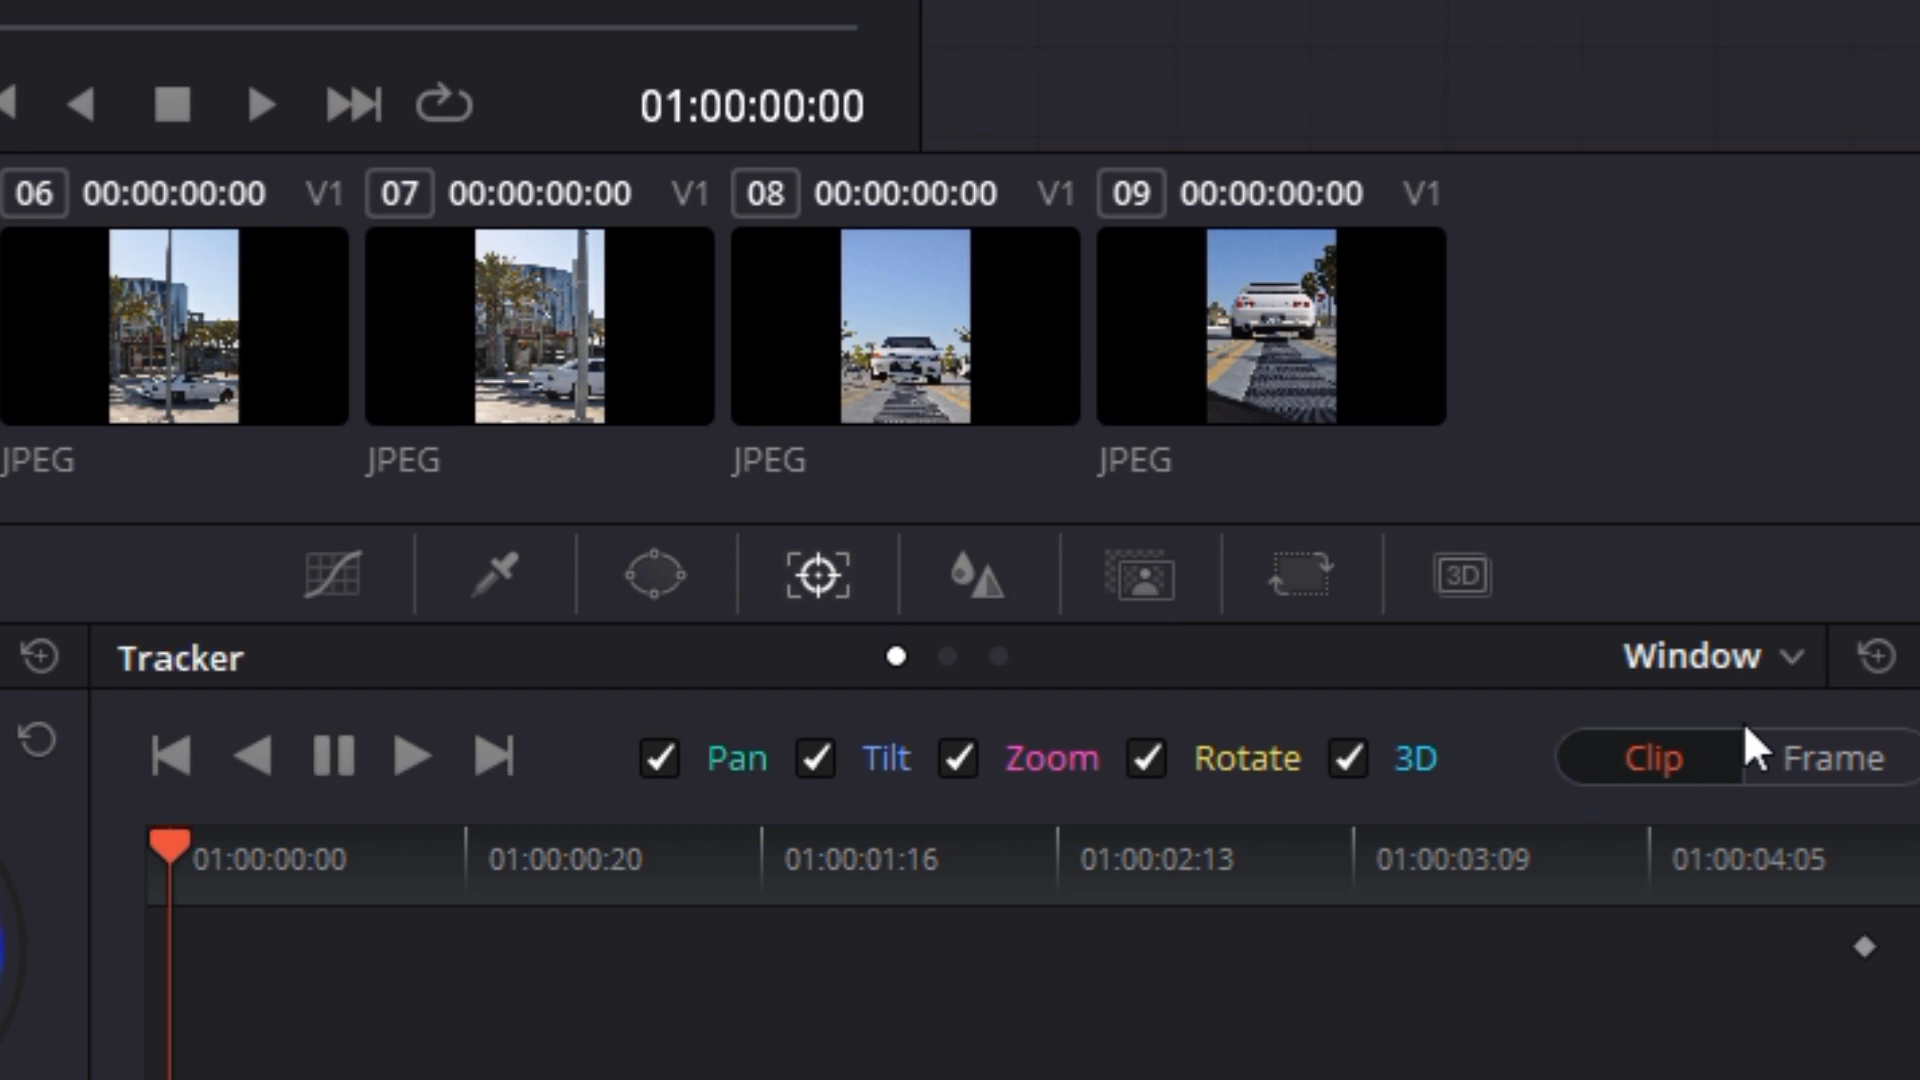 01:00:00:00
06 00:00:00:00 V1 07 00:00:00:00 V1 08 00:00:00:00 V1 09 00:00:00:00 V1
JPEG JPEG JPEG JPEG
3D
Tracker Window
Pan Tilt Zoom Rotate 3D Clip Frame
01:00:00:00 01:00:00:20 01:00:01:16 01:00:02:13 01:00:03:09 01:00:04:05